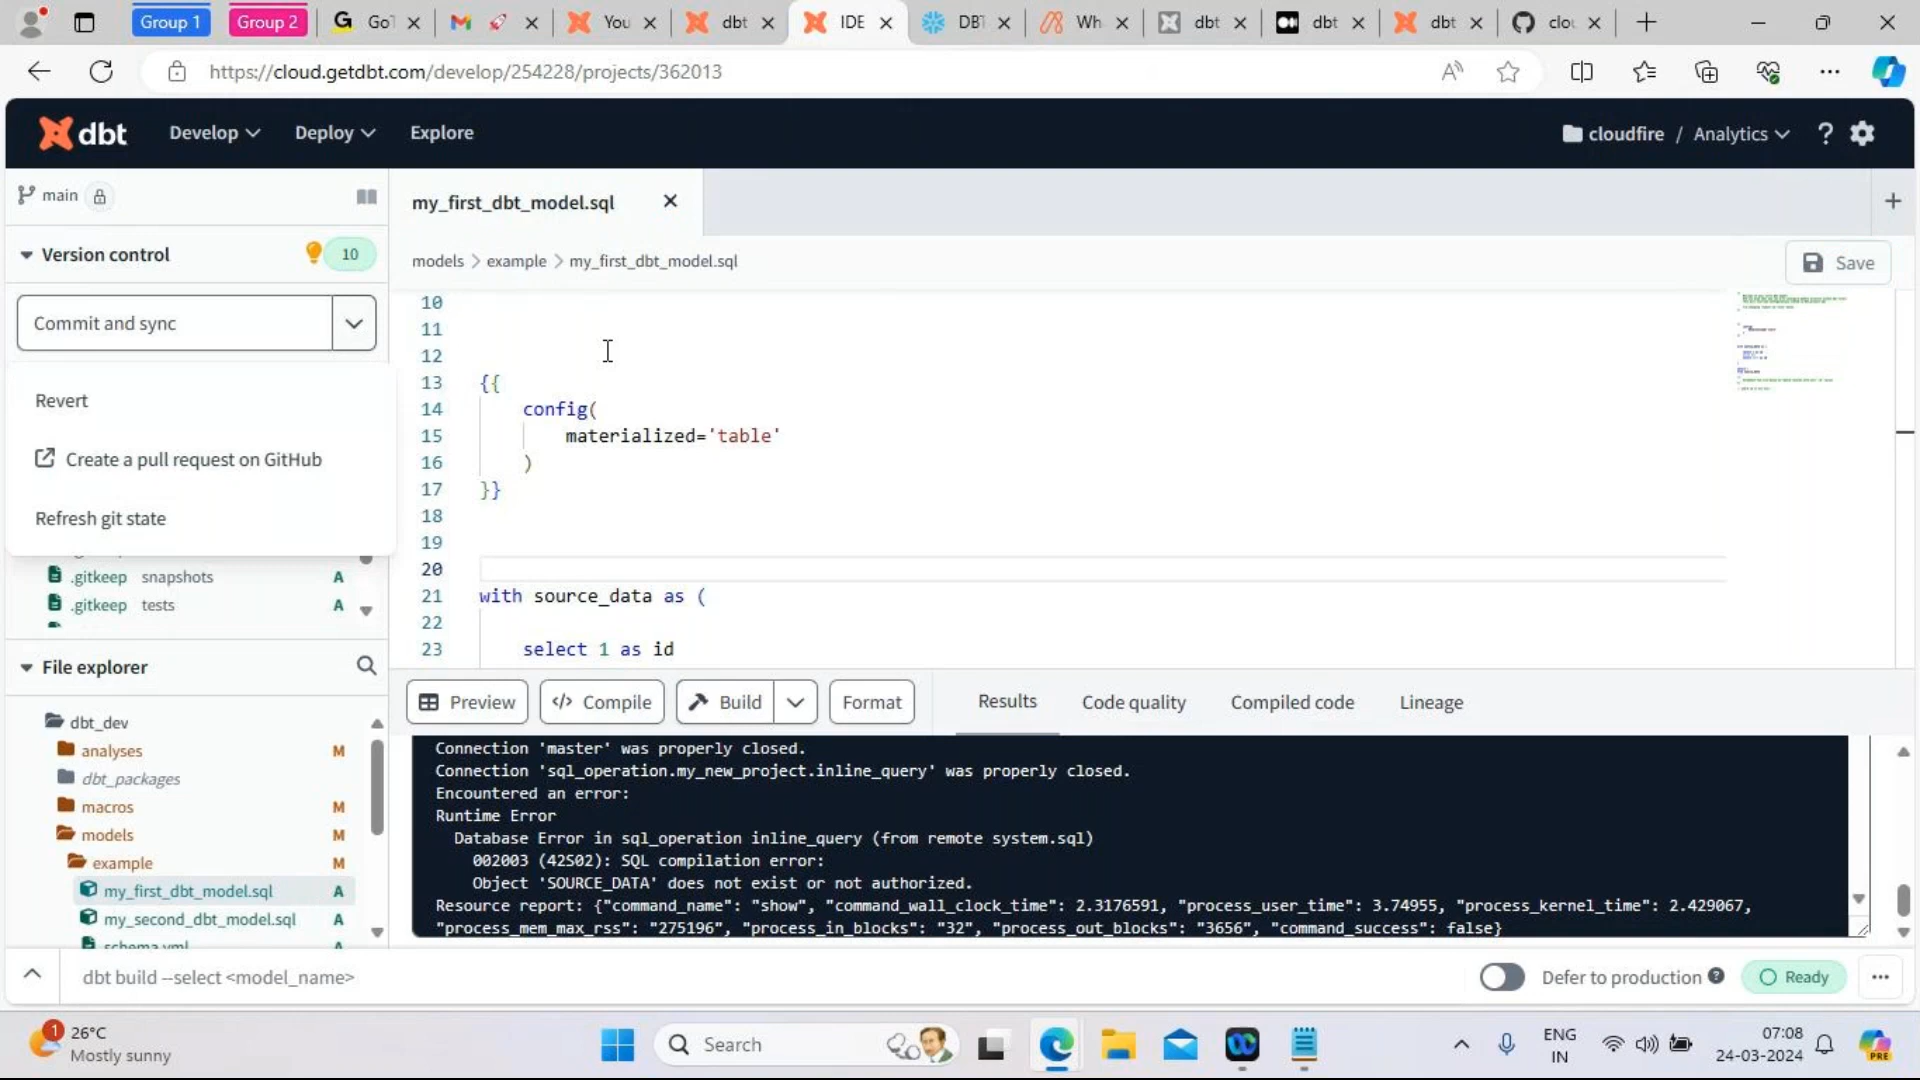 Group 1
Group 2
GoT
You
dbt
IDE
DBT
Wh
dbt
dbt
dbt
clou
https://cloud.getdbt.com/develop/254228/projects/362013
dbt
Develop
Deploy
Explore
cloudfire / Analytics
?
main
my_first_dbt_model.sql
Version control
10
models > example > my_first_dbt_model.sql
Save
Commit and sync
Revert
Create a pull request on GitHub
Refresh git state
.gitkeep snapshots A
.gitkeep tests A
10
11
12
13 {{
14 config(
15 materialized='table'
16 )
17 }}
18
19
20
21 with source_data as (
22
23 select 1 as id
File explorer
dbt_dev
analyses M
dbt_packages
macros M
models M
example M
my_first_dbt_model.sql A
my_second_dbt_model.sql A
schema.yml A
Preview
</> Compile
Build
Format
Results
Code quality
Compiled code
Lineage
Connection 'master' was properly closed.
Connection 'sql_operation.my_new_project.inline_query' was properly closed.
Encountered an error:
Runtime Error
Database Error in sql_operation inline_query (from remote system.sql)
002003 (42S02): SQL compilation error:
Object 'SOURCE_DATA' does not exist or not authorized.
Resource report: {"command_name": "show", "command_wall_clock_time": 2.3176591, "process_user_time": 3.74955, "process_kernel_time": 2.429067,
"process_mem_max_rss": "275196", "process_in_blocks": "32", "process_out_blocks": "3656", "command_success": false}
dbt build --select <model_name>
Defer to production
Ready
1
26°C
Mostly sunny
Search
ENG
IN
07:08
24-03-2024
PRE